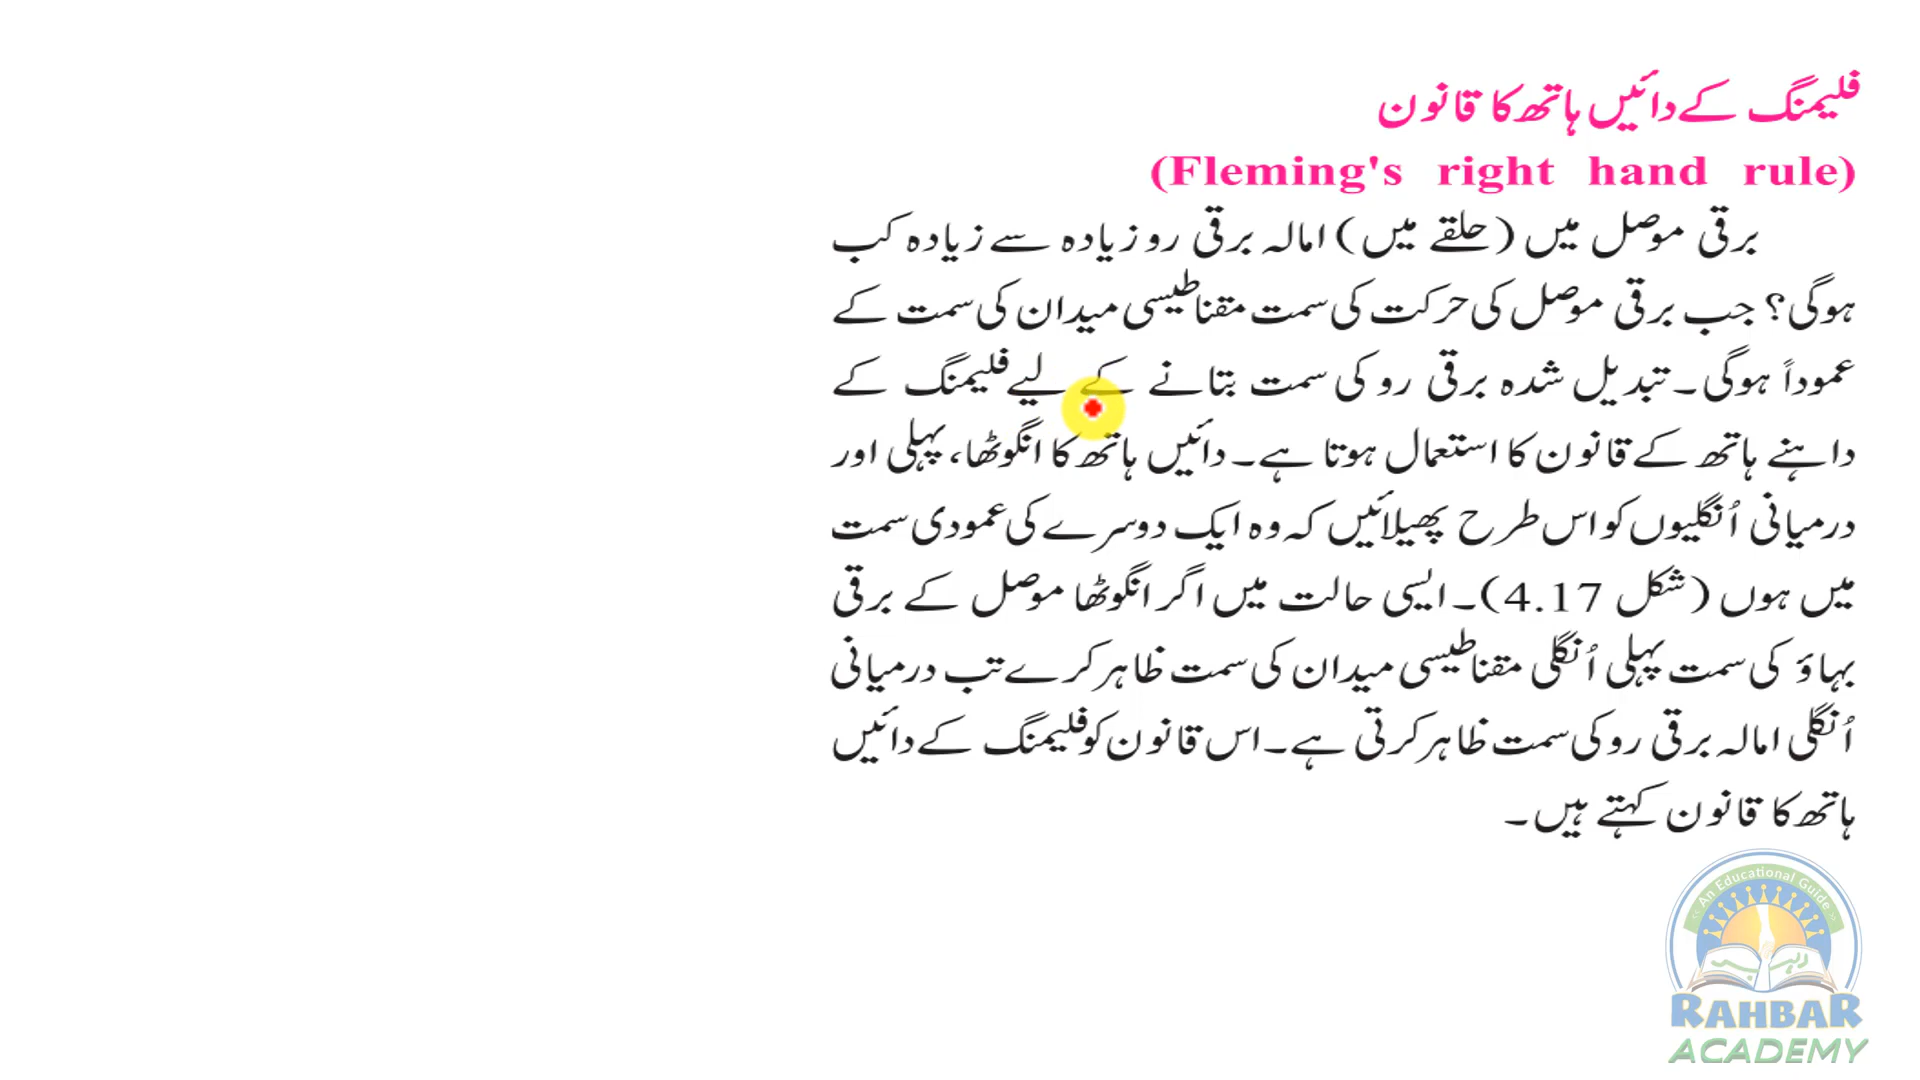 فلیمنگ کے دائیں ہاتھ کا قانون
(Fleming's right hand rule)
برقی موصل میں (حلقے میں) امالہ برقی رو زیادہ سے زیادہ کب
ہوگی؟ جب برقی موصل کی حرکت کی سمت مقناطیسی میدان کی سمت کے
عموداً ہوگی۔ تبدیل شدہ برقی رو کی سمت بتانے کے لیے فلیمنگ کے
داہنے ہاتھ کے قانون کا استعمال ہوتا ہے۔ دائیں ہاتھ کا انگوٹھا، پہلی اور
درمیانی اُنگلیوں کو اس طرح پھیلائیں کہ وہ ایک دوسرے کی عمودی سمت
میں ہوں (شکل 4.17)۔ ایسی حالت میں اگر انگوٹھا موصل کے برقی
بہاؤ کی سمت پہلی اُنگلی مقناطیسی میدان کی سمت ظاہر کرے تب درمیانی
اُنگلی امالہ برقی رو کی سمت ظاہر کرتی ہے۔ اس قانون کو فلیمنگ کے دائیں
ہاتھ کا قانون کہتے ہیں۔
An Educational Guide
رہبر
RAHBAR
ACADEMY